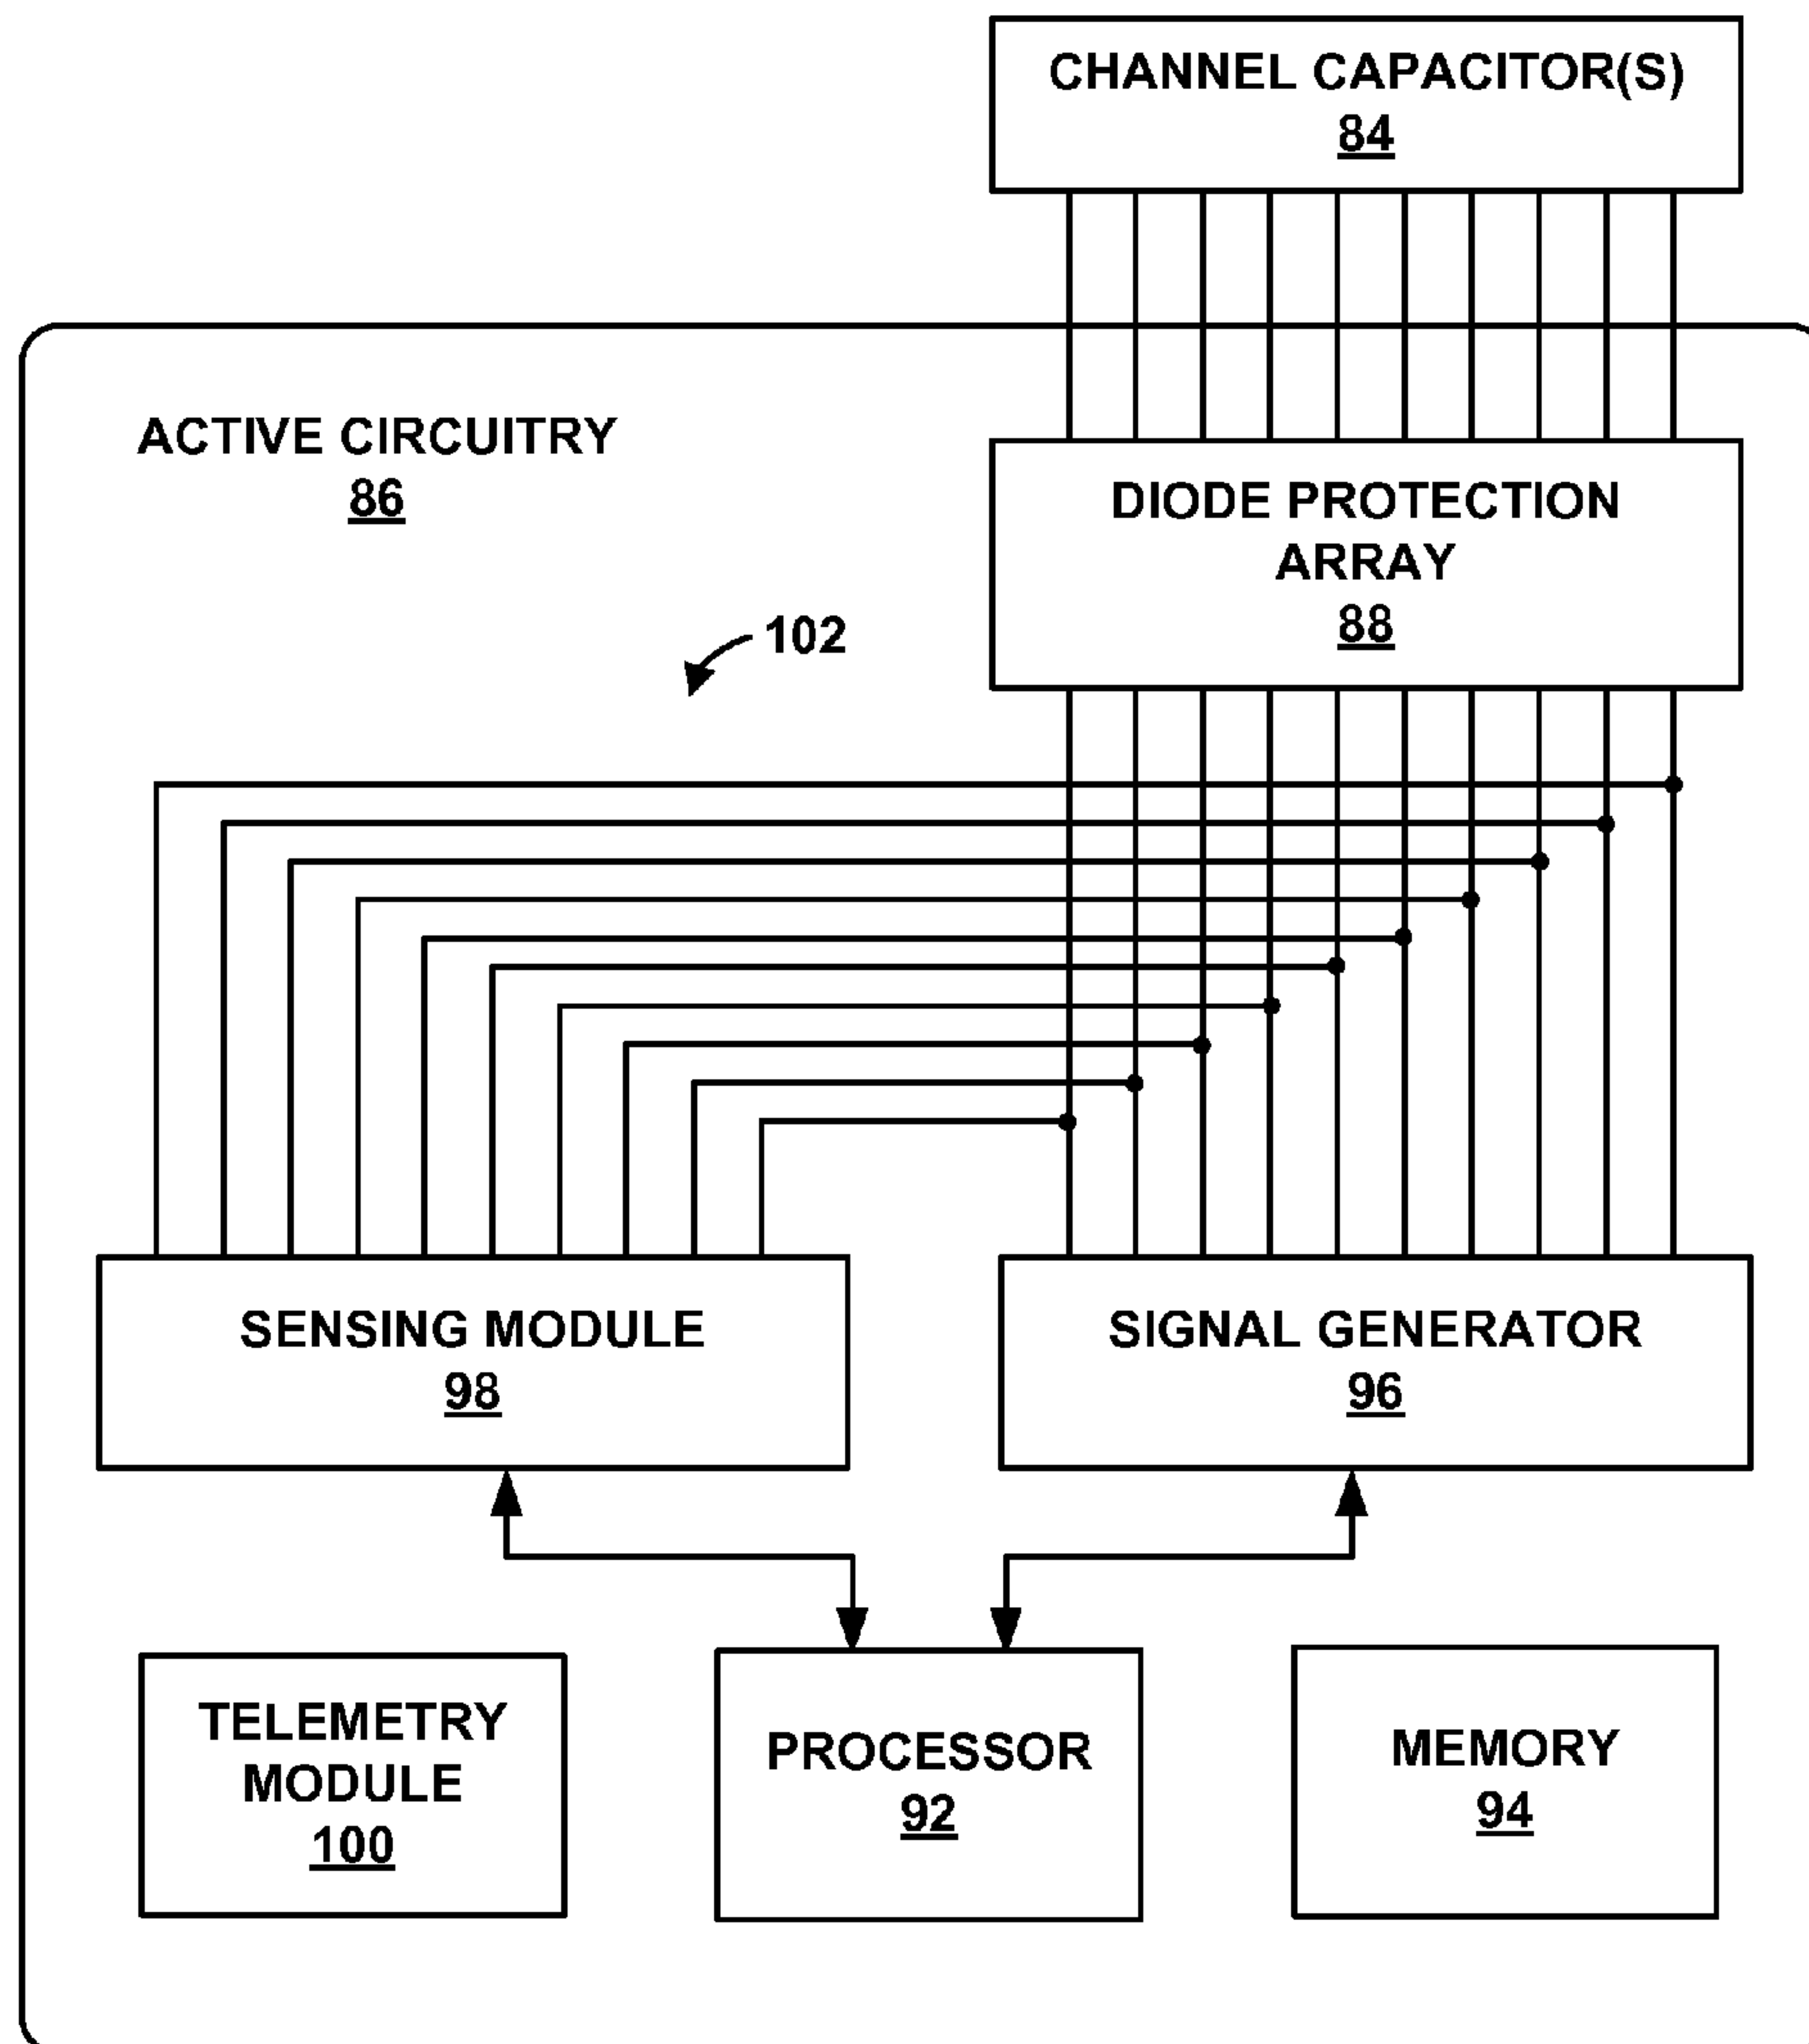 CHANNEL CAPACITOR(S)
84
ACTIVE CIRCUITRY
86
DIODE PROTECTION
ARRAY
88
102
SENSING MODULE
98
SIGNAL GENERATOR
96
TELEMETRY
MODULE
100
PROCESSOR
92
MEMORY
94